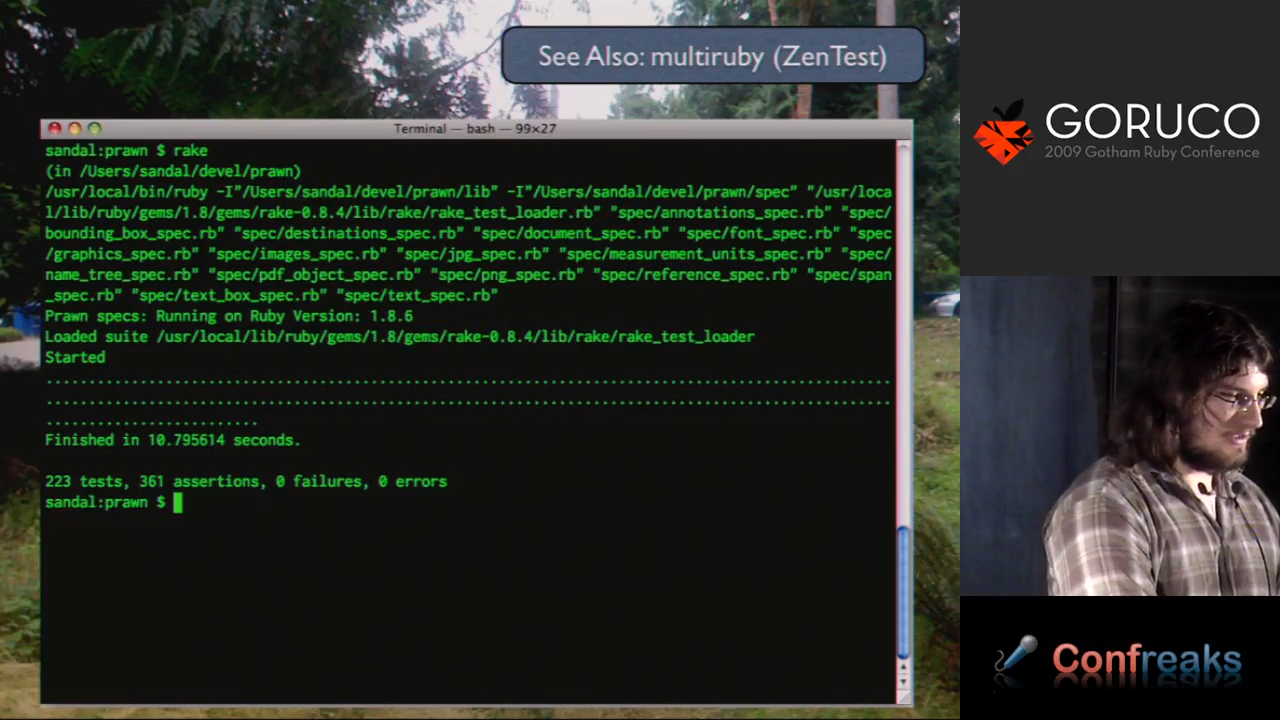 See Also: multiruby (ZenTest)
Terminal — bash — 99×27
sandal:prawn $ rake
(in /Users/sandal/devel/prawn)
/usr/local/bin/ruby -I"/Users/sandal/devel/prawn/lib" -I"/Users/sandal/devel/prawn/spec" "/usr/loca
l/lib/ruby/gems/1.8/gems/rake-0.8.4/lib/rake/rake_test_loader.rb" "spec/annotations_spec.rb" "spec/
bounding_box_spec.rb" "spec/destinations_spec.rb" "spec/document_spec.rb" "spec/font_spec.rb" "spec
/graphics_spec.rb" "spec/images_spec.rb" "spec/jpg_spec.rb" "spec/measurement_units_spec.rb" "spec/
name_tree_spec.rb" "spec/pdf_object_spec.rb" "spec/png_spec.rb" "spec/reference_spec.rb" "spec/span
_spec.rb" "spec/text_box_spec.rb" "spec/text_spec.rb"
Prawn specs: Running on Ruby Version: 1.8.6
Loaded suite /usr/local/lib/ruby/gems/1.8/gems/rake-0.8.4/lib/rake/rake_test_loader
Started
...................................................................................................
...................................................................................................
.........................
Finished in 10.795614 seconds.
223 tests, 361 assertions, 0 failures, 0 errors
sandal:prawn $
GORUCO
2009 Gotham Ruby Conference
Confreaks